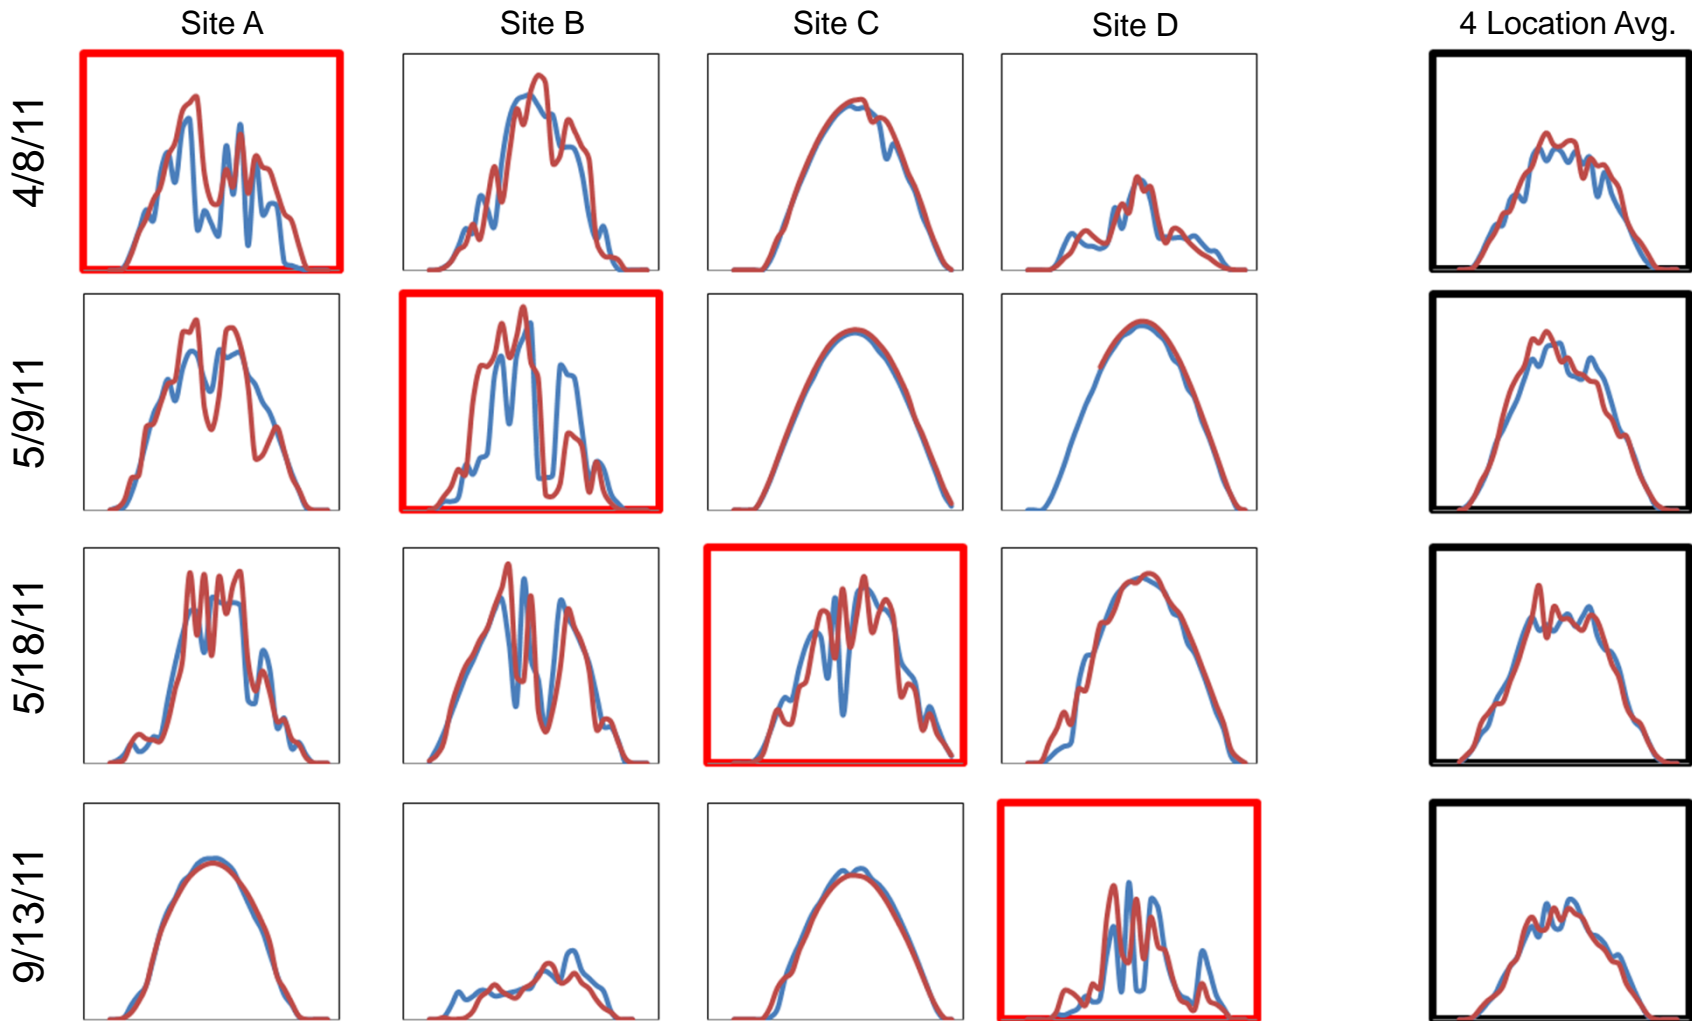 Site A
Site B
Site C
Site D
4 Location Avg.
4/8/11
5/9/11
5/18/11
9/13/11